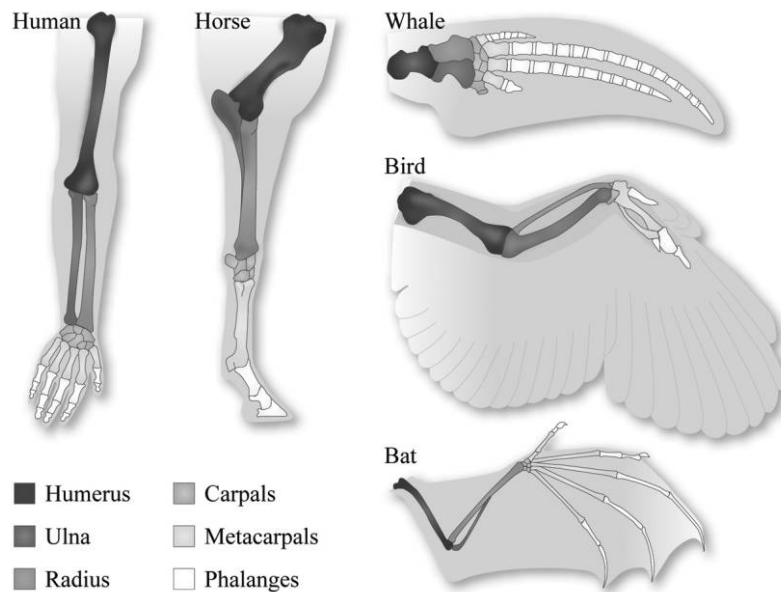 Human
Horse
Whale
Bird
Bat
Humerus
Ulna
Radius
Carpals
Metacarpals
Phalanges